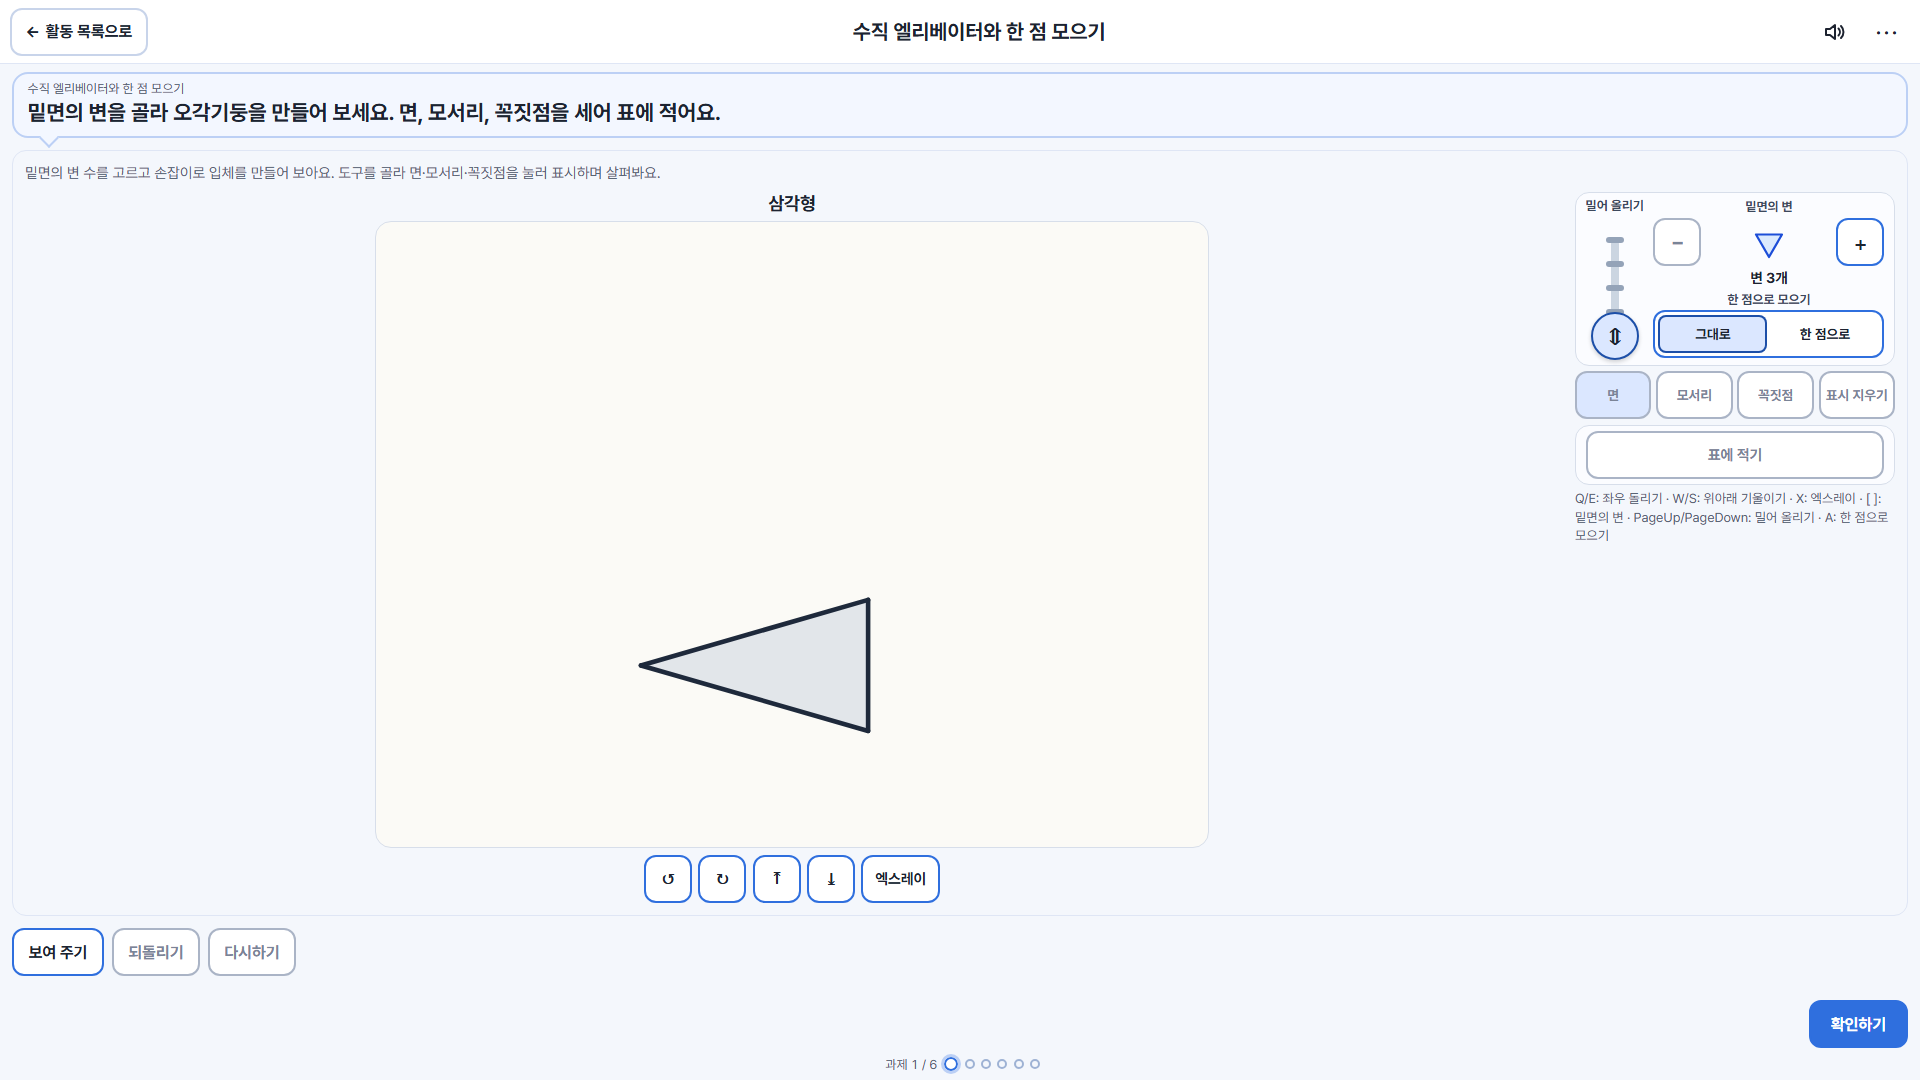 ← 활동 목록으로
수직 엘리베이터와 한 점 모으기
수직 엘리베이터와 한 점 모으기
밑면의 변을 골라 오각기둥을 만들어 보세요. 면, 모서리, 꼭짓점을 세어 표에 적어요.
밑면의 변 수를 고르고 손잡이로 입체를 만들어 보아요. 도구를 골라 면·모서리·꼭짓점을 눌러 표시하며 살펴봐요.
삼각형
밀어 올리기
밑면의 변
−
+
변 3개
한 점으로 모으기
⇕
그대로
한 점으로
면
모서리
꼭짓점
표시 지우기
표에 적기
Q/E: 좌우 돌리기 · W/S: 위아래 기울이기 · X: 엑스레이 · [ ]:
밑면의 변 · PageUp/PageDown: 밀어 올리기 · A: 한 점으로
모으기
↺
↻
⤒
⤓
엑스레이
보여 주기
되돌리기
다시하기
확인하기
과제 1 / 6